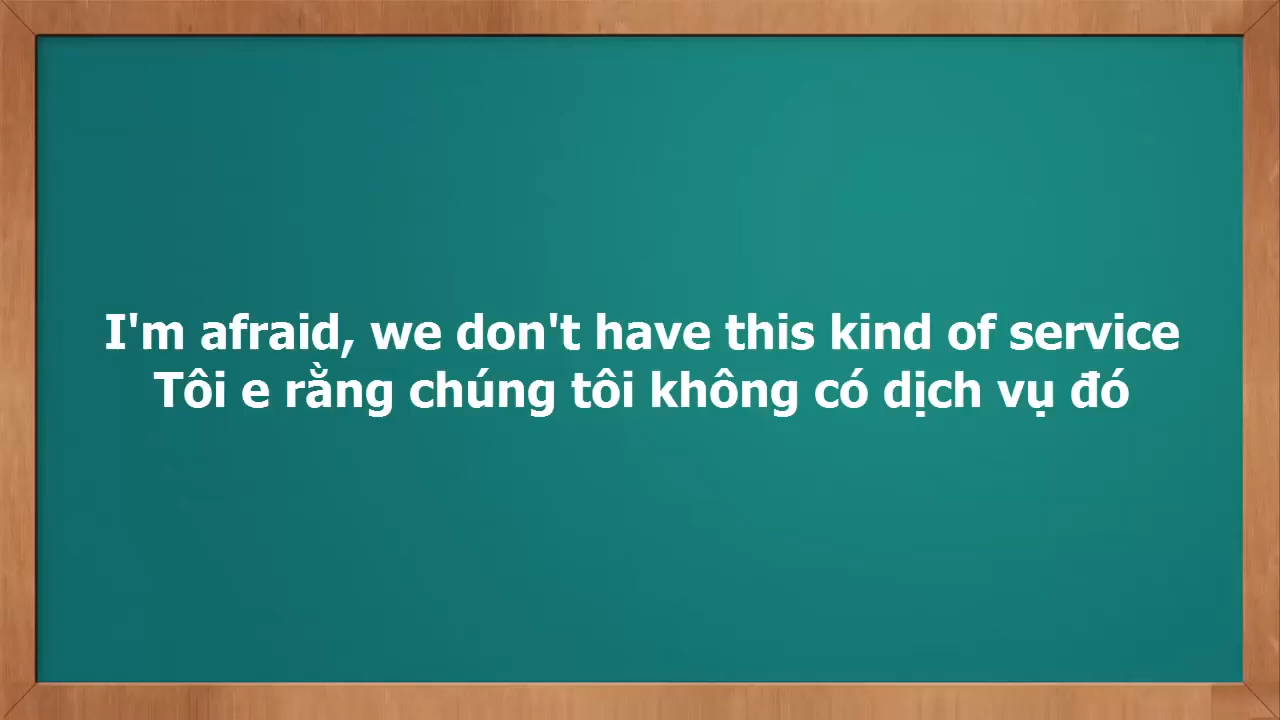 I'm afraid, we don't have this kind of service
Tôi e rằng chúng tôi không có dịch vụ đó